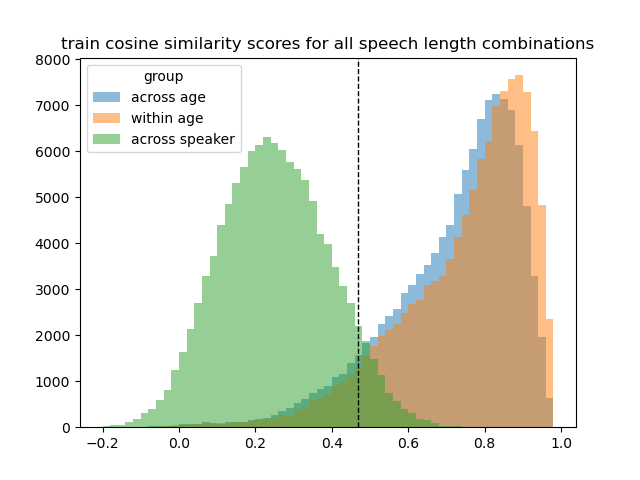 train cosine similarity scores for all speech length combinations
group
across age
within age
across speaker
8000
7000
6000
5000
4000
3000
2000
1000
0
−0.2 0.0 0.2 0.4 0.6 0.8 1.0